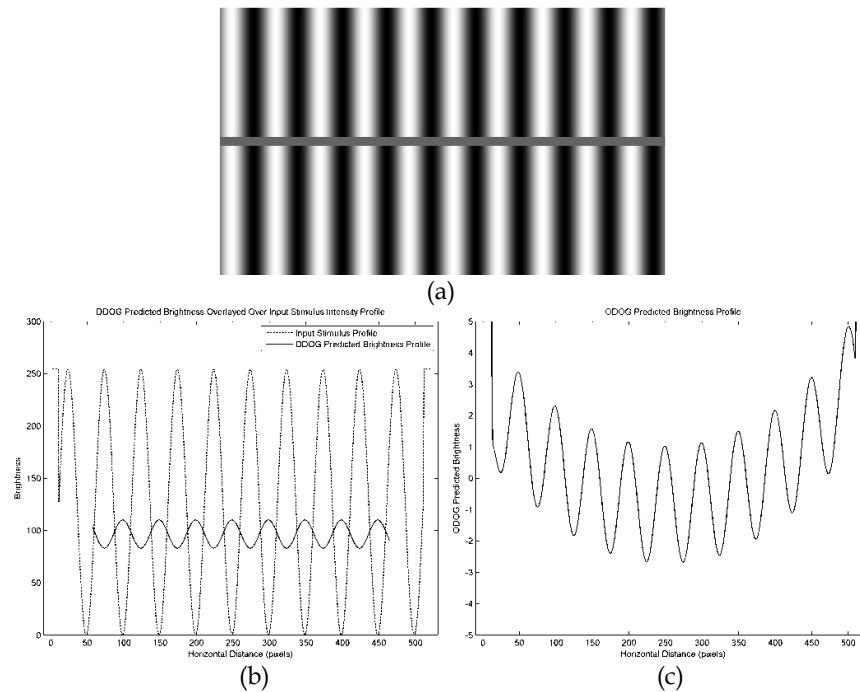 (a)
DDOG Predicted Brightness Overlayed Over Input Stimulus Intensity Profile
300
250
200
150
100
50
0
Brightness
Input Stimulus Profile
DDOG Predicted Brightness Profile
0 50 100 150 200 250 300 350 400 450 500
Horizontal Distance (pixels)
(b)
ODOG Predicted Brightness Profile
5
4
3
2
1
0
-1
-2
-3
-4
-5
ODOG Predicted Brightness
0 50 100 150 200 250 300 350 400 450 500
Horizontal Distance (pixels)
(c)